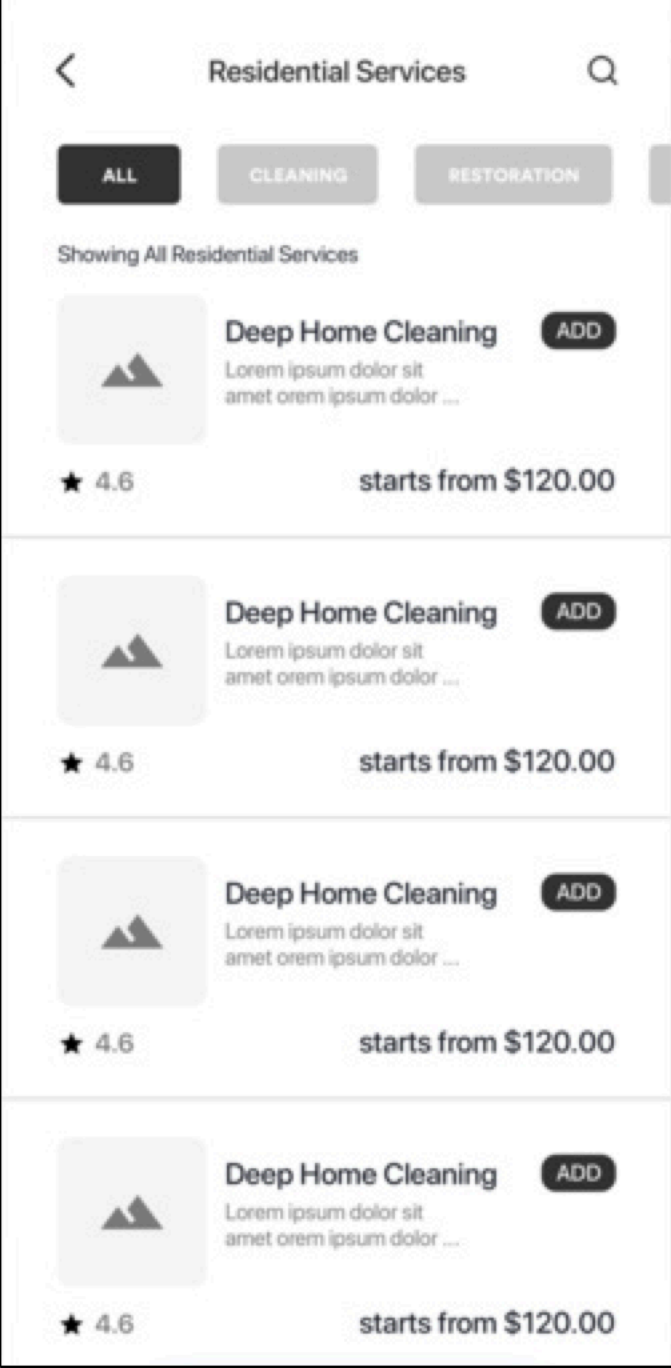 Residential Services
ALL CLEANING RESTORATION
Showing All Residential Services
Deep Home Cleaning ADD
Lorem ipsum dolor sit
amet orem ipsum dolor ...
4.6 starts from $120.00
Deep Home Cleaning ADD
Lorem ipsum dolor sit
amet orem ipsum dolor ...
4.6 starts from $120.00
Deep Home Cleaning ADD
Lorem ipsum dolor sit
amet orem ipsum dolor ...
4.6 starts from $120.00
Deep Home Cleaning ADD
Lorem ipsum dolor sit
amet orem ipsum dolor ...
4.6 starts from $120.00